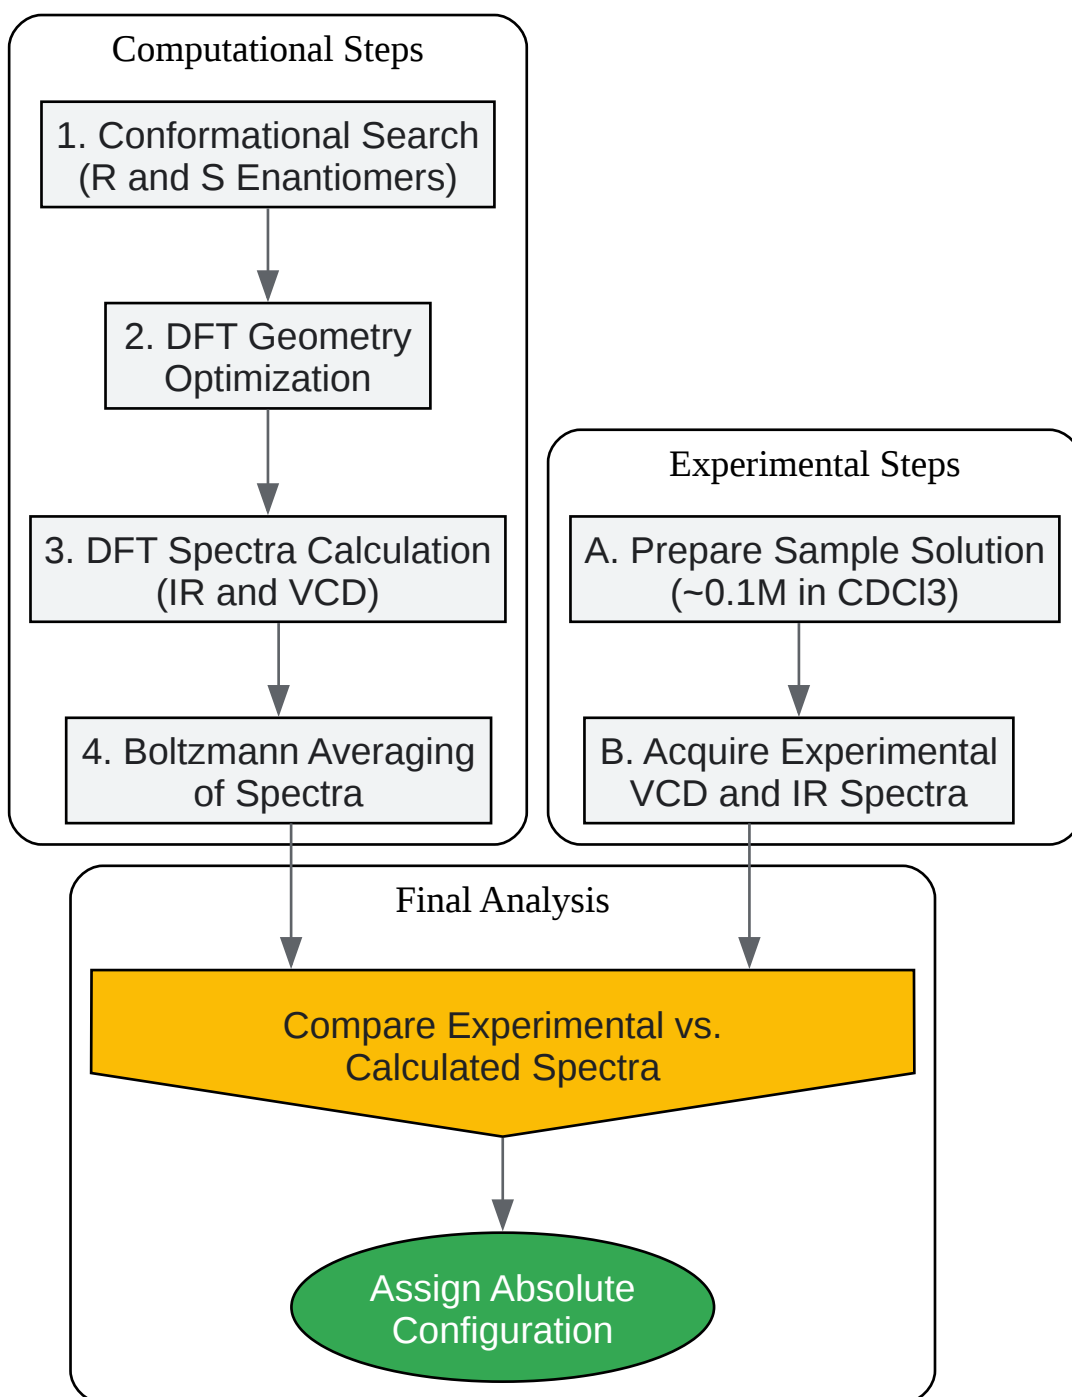 Computational Steps
1. Conformational Search
(R and S Enantiomers)
2. DFT Geometry
Optimization
3. DFT Spectra Calculation
(IR and VCD)
4. Boltzmann Averaging
of Spectra
Experimental Steps
A. Prepare Sample Solution
(~0.1M in CDCl3)
B. Acquire Experimental
VCD and IR Spectra
Final Analysis
Compare Experimental vs.
Calculated Spectra
Assign Absolute
Configuration